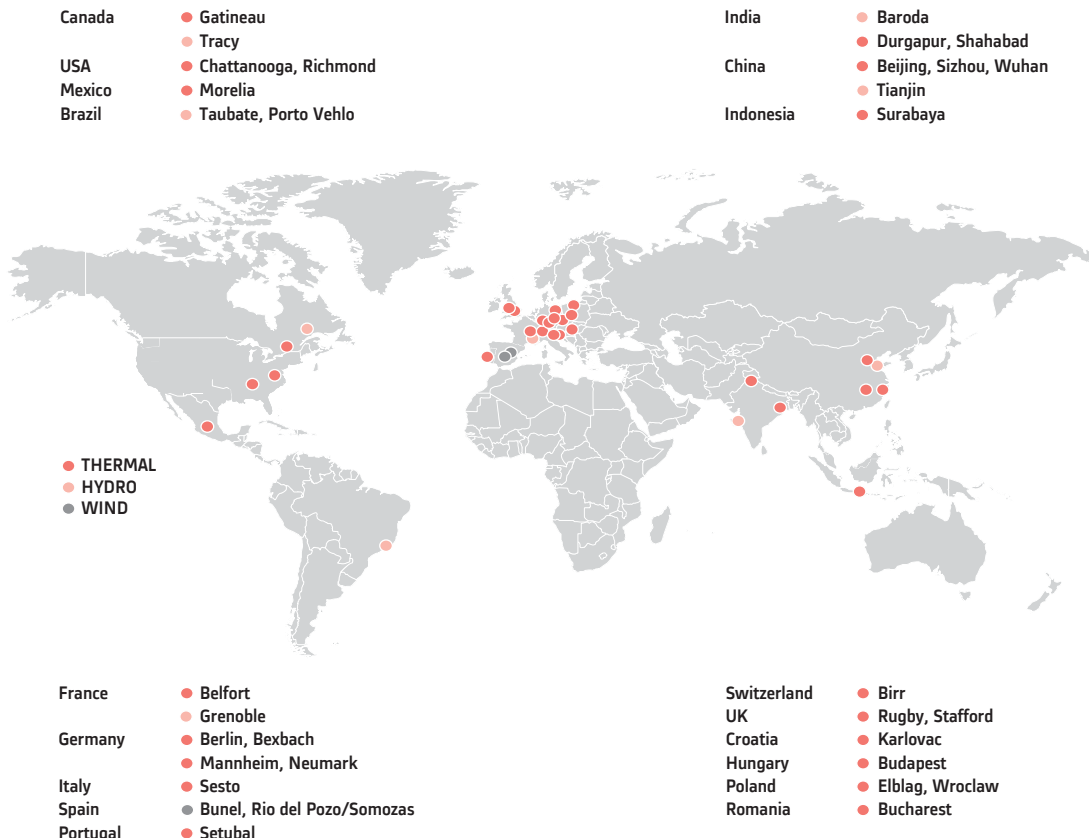 Canada Gatineau
Tracy
USA Chattanooga, Richmond
Mexico Morelia
Brazil Taubate, Porto Vehlo
India Baroda
Durgapur, Shahabad
China Beijing, Sizhou, Wuhan
Tianjin
Indonesia Surabaya
THERMAL
HYDRO
WIND
France Belfort
Grenoble
Germany Berlin, Bexbach
Mannheim, Neumark
Italy Sesto
Spain Bunel, Rio del Pozo/Somozas
Portugal Setubal
Switzerland Birr
UK Rugby, Stafford
Croatia Karlovac
Hungary Budapest
Poland Elblag, Wroclaw
Romania Bucharest